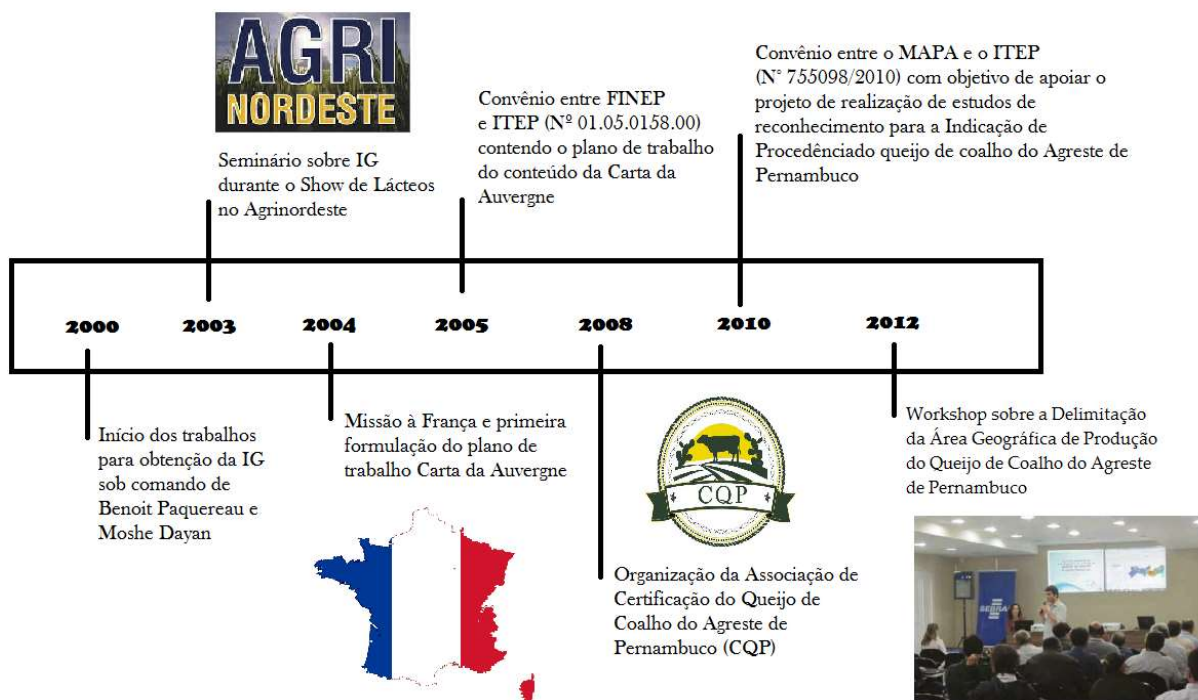 AGRI
NORDESTE
Seminário sobre IG
durante o Show de Lácteos
no Agrinordeste
Convênio entre FINEP
e ITEP (Nº 01.05.0158.00)
contendo o plano de trabalho
do conteúdo da Carta da
Auvergne
Convênio entre o MAPA e o ITEP
(N° 755098/2010) com objetivo de apoiar o
projeto de realização de estudos de
reconhecimento para a Indicação de
Procedênciado queijo de coalho do Agreste de
Pernambuco
2000
2003
2004
2005
2008
2010
2012
Início dos trabalhos
para obtenção da IG
sob comando de
Benoit Paquereau e
Moshe Dayan
Missão à França e primeira
formulação do plano de
trabalho Carta da Auvergne
CQP
Organização da Associação de
Certificação do Queijo de
Coalho do Agreste de
Pernambuco (CQP)
Workshop sobre a Delimitação
da Área Geográfica de Produção
do Queijo de Coalho do Agreste
de Pernambuco
SEBRAE